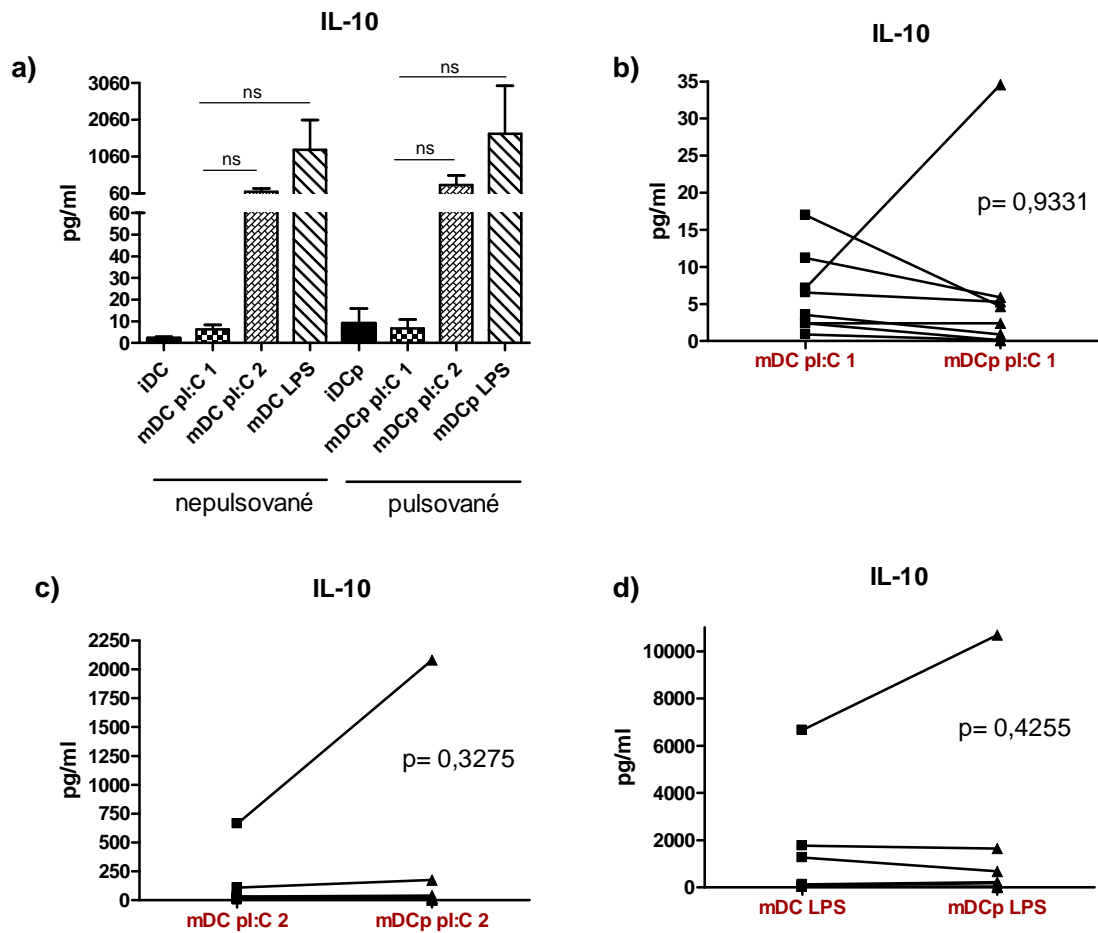 IL-10
a)
ns
ns
ns
ns
3060
2060
1060
60
60
50
40
30
20
10
0
pg/ml
iDC
mDC pI:C 1
mDC pI:C 2
mDC LPS
iDCp
mDCp pI:C 1
mDCp pI:C 2
mDCp LPS
nepulsované
pulsované
IL-10
b)
35
30
25
20
15
10
5
0
pg/ml
p= 0,9331
mDC pI:C 1
mDCp pI:C 1
IL-10
c)
2250
2000
1750
1500
1250
1000
750
500
250
0
pg/ml
p= 0,3275
mDC pI:C 2
mDCp pI:C 2
IL-10
d)
10000
8000
6000
4000
2000
0
pg/ml
p= 0,4255
mDC LPS
mDCp LPS